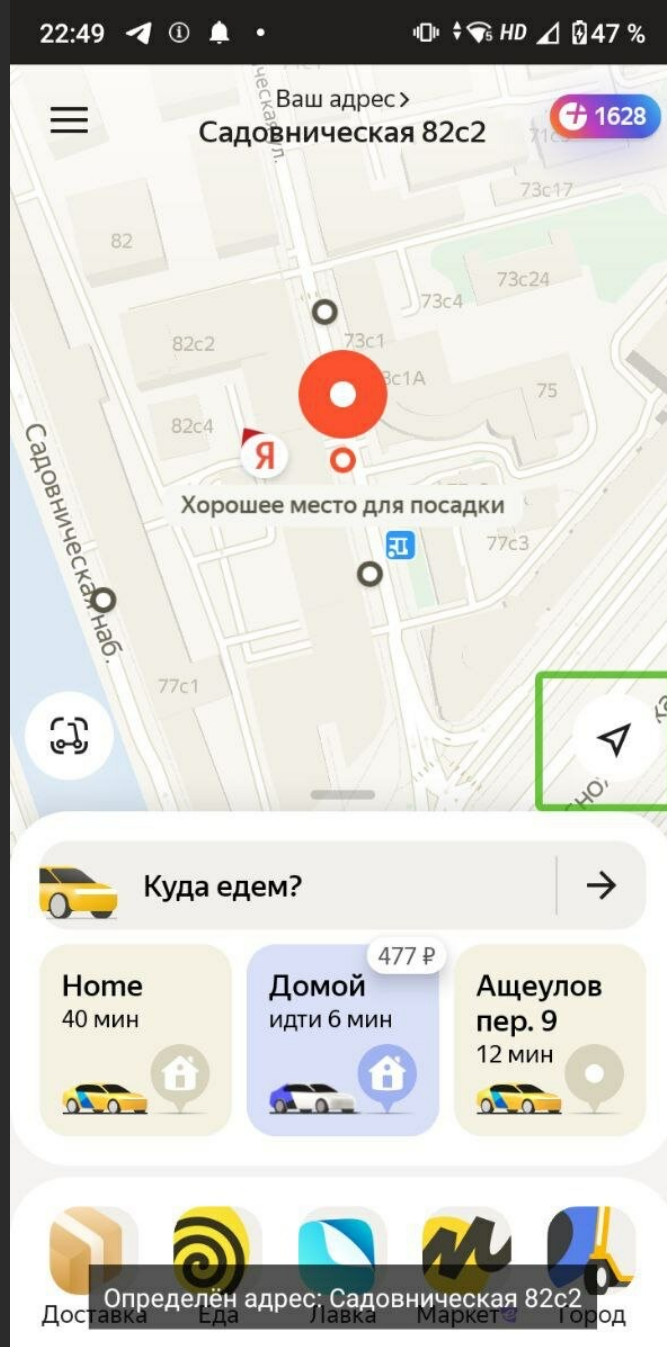 22:49
HD
47 %
Ваш адрес
Садовническая 82с2
1628
73с17
82
73с24
73с4
82с2
73с1
75
82с4
Я
Хорошее место для посадки
77с3
Садовническая наб.
77с1
Куда едем?
477 ₽
Home
40 мин
Домой
идти 6 мин
Ащеулов
пер. 9
12 мин
Определён адрес: Садовническая 82с2
Доставка
Еда
Лавка
Маркет
Город